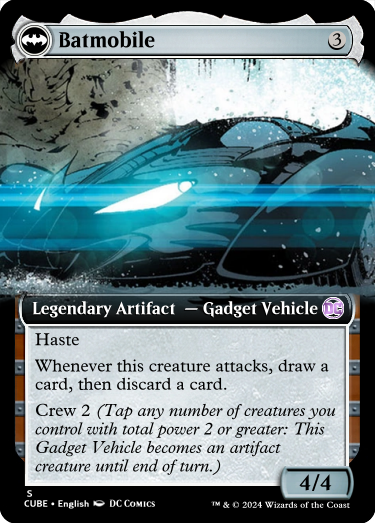 Batmobile 3
Legendary Artifact — Gadget Vehicle DC
Haste
Whenever this creature attacks, draw a
card, then discard a card.
Crew 2 (Tap any number of creatures you
control with total power 2 or greater: This
Gadget Vehicle becomes an artifact
creature until end of turn.)
4/4
S
CUBE • English DC Comics
™ & © 2024 Wizards of the Coast